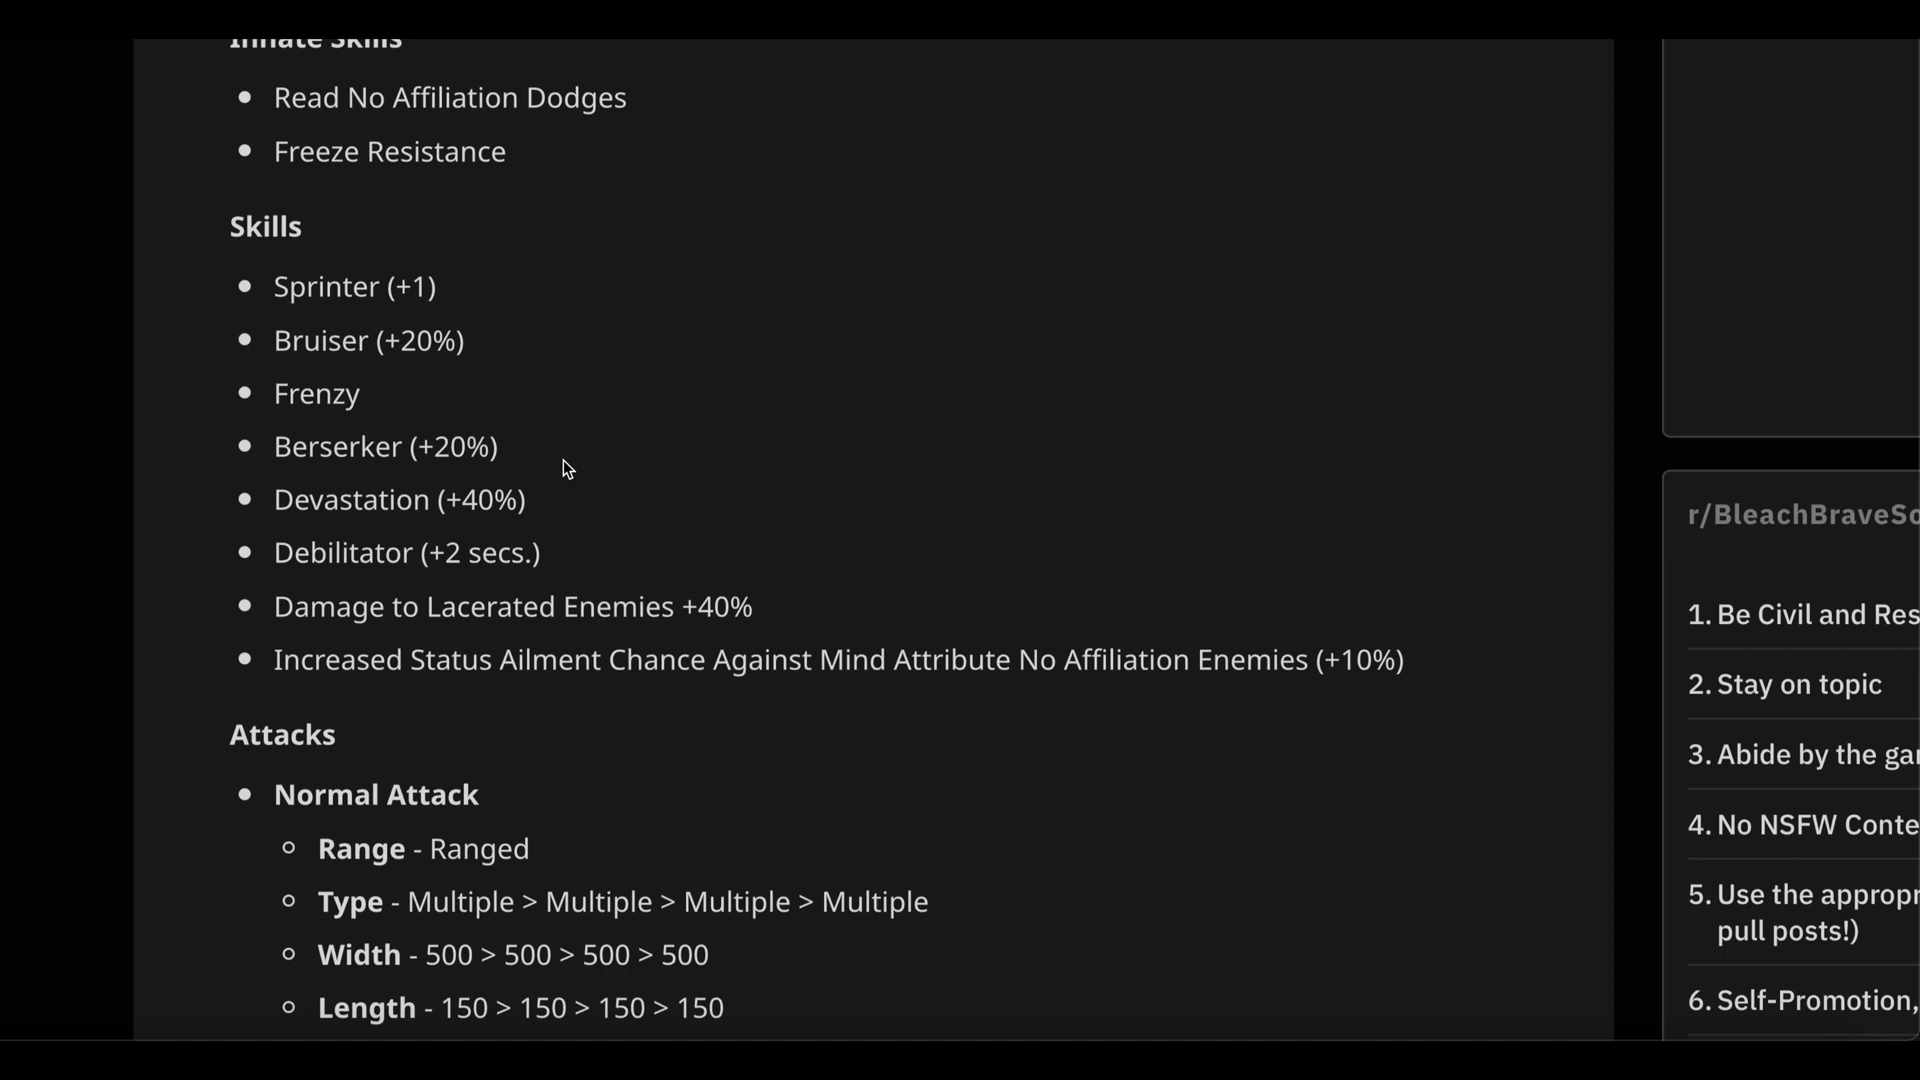 Innate Skills
Read No Affiliation Dodges
Freeze Resistance
Skills
Sprinter (+1)
Bruiser (+20%)
Frenzy
Berserker (+20%)
Devastation (+40%)
Debilitator (+2 secs.)
Damage to Lacerated Enemies +40%
Increased Status Ailment Chance Against Mind Attribute No Affiliation Enemies (+10%)
Attacks
Normal Attack
Range - Ranged
Type - Multiple > Multiple > Multiple > Multiple
Width - 500 > 500 > 500 > 500
Length - 150 > 150 > 150 > 150
r/BleachBraveSo
1. Be Civil and Res
2. Stay on topic
3. Abide by the ga
4. No NSFW Conte
5. Use the appropr
pull posts!)
6. Self-Promotion,